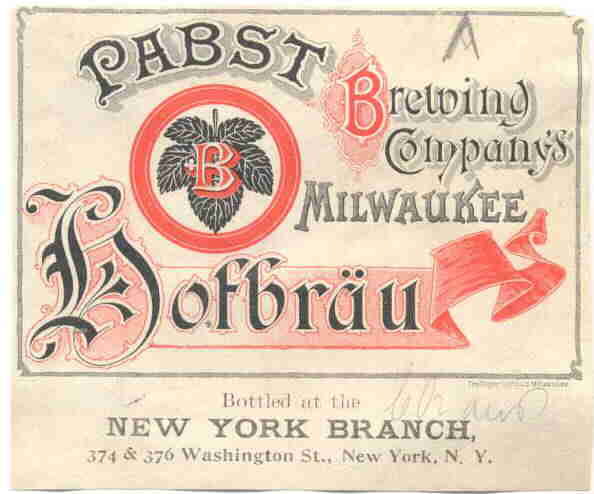 PABST
Brewing
Company's
MILWAUKEE
B
Hofbräu
Bottled at the
NEW YORK BRANCH,
374 & 376 Washington St., New York, N. Y.